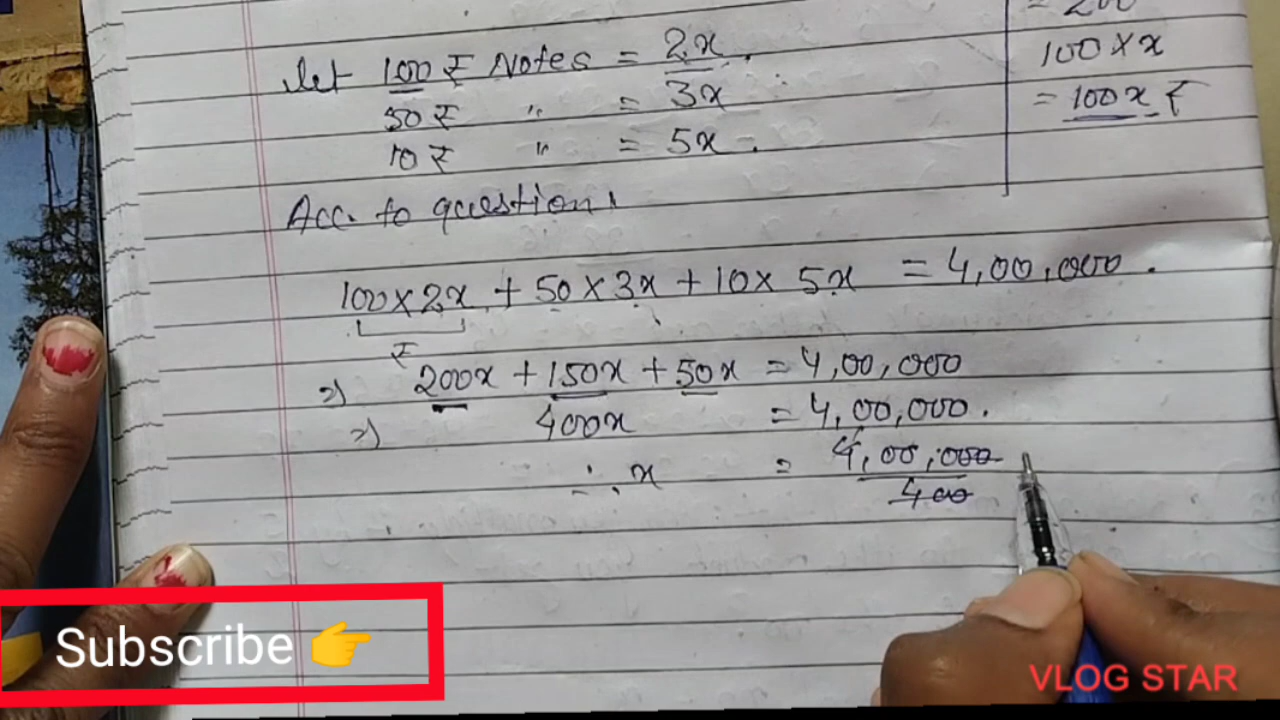 Let 100 ₹ Notes = 2x.
50 ₹ " = 3x
10 ₹ " = 5x.
Acc. to question,
100 × 2x + 50 × 3x + 10 × 5x = 4,00,000.
₹
⇒ 200x + 150x + 50x = 4,00,000
⇒ 400x = 4,00,000.
∴ x = 4,00,000
400
= 200
100 × x
= 100x ₹
Subscribe 👉
VLOG STAR